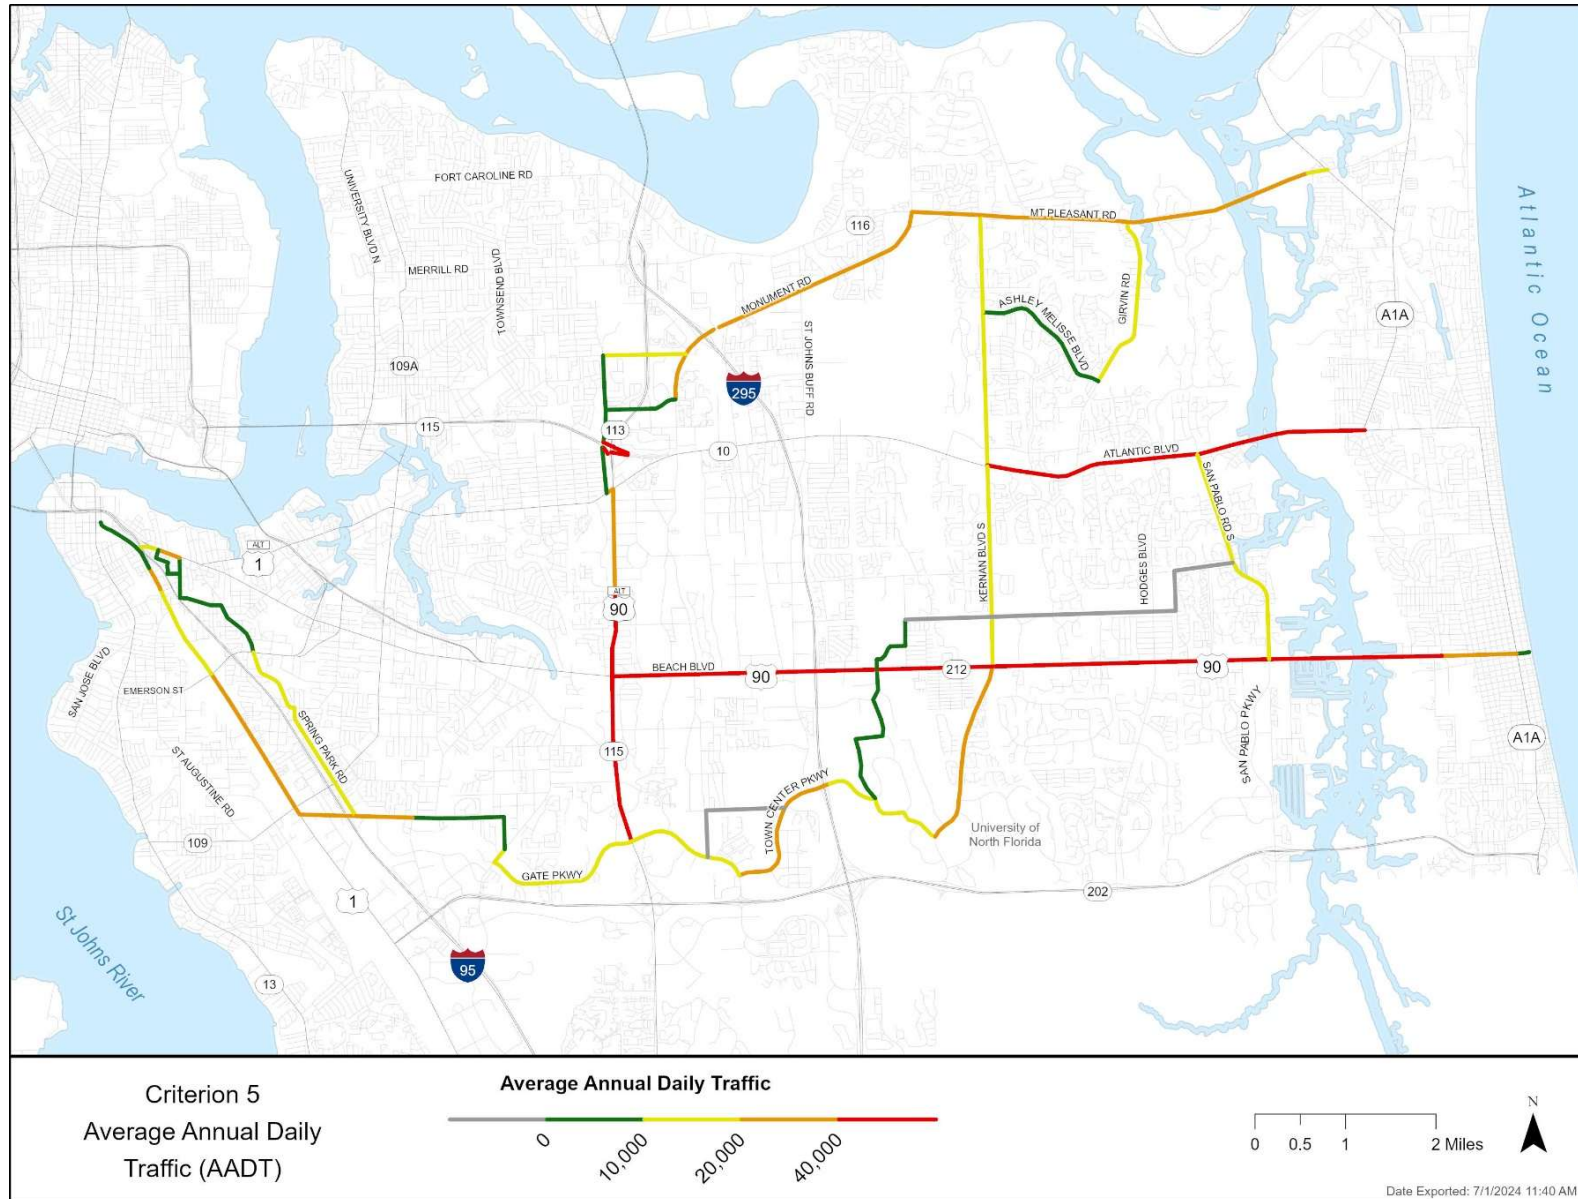 FORT CAROLINE RD
UNIVERSITY BLVD N
MERRILL RD
TOWNSEND BLVD
116
MT PLEASANT RD
MONUMENT RD
ASHLEY MELISSE BLVD
GIRVIN RD
ST JOHNS BUFF RD
A1A
Atlantic Ocean
109A
295
115
113
10
ATLANTIC BLVD
SAN PABLO RD S
ALT
1
KERNAN BLVD S
HODGES BLVD
ALT
90
BEACH BLVD
90
212
90
SAN JOSE BLVD
EMERSON ST
SPRING PARK RD
ST AUGUSTINE RD
115
SAN PABLO PKWY
A1A
TOWN CENTER PKWY
University of
North Florida
109
GATE PKWY
1
202
St Johns River
95
13
Criterion 5
Average Annual Daily
Traffic (AADT)
Average Annual Daily Traffic
0
10,000
20,000
40,000
0 0.5 1 2 Miles
N
Date Exported: 7/1/2024 11:40 AM